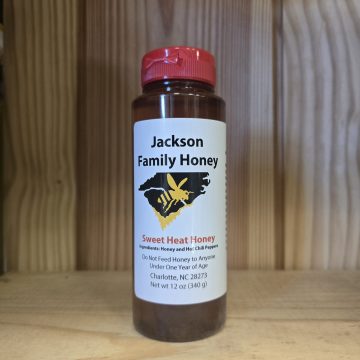 Jackson
Family Honey
Sweet Heat Honey
Ingredients: Honey and Hot Chili Peppers
Do Not Feed Honey to Anyone
Under One Year of Age
Charlotte, NC 28273
Net wt 12 oz (340 g)